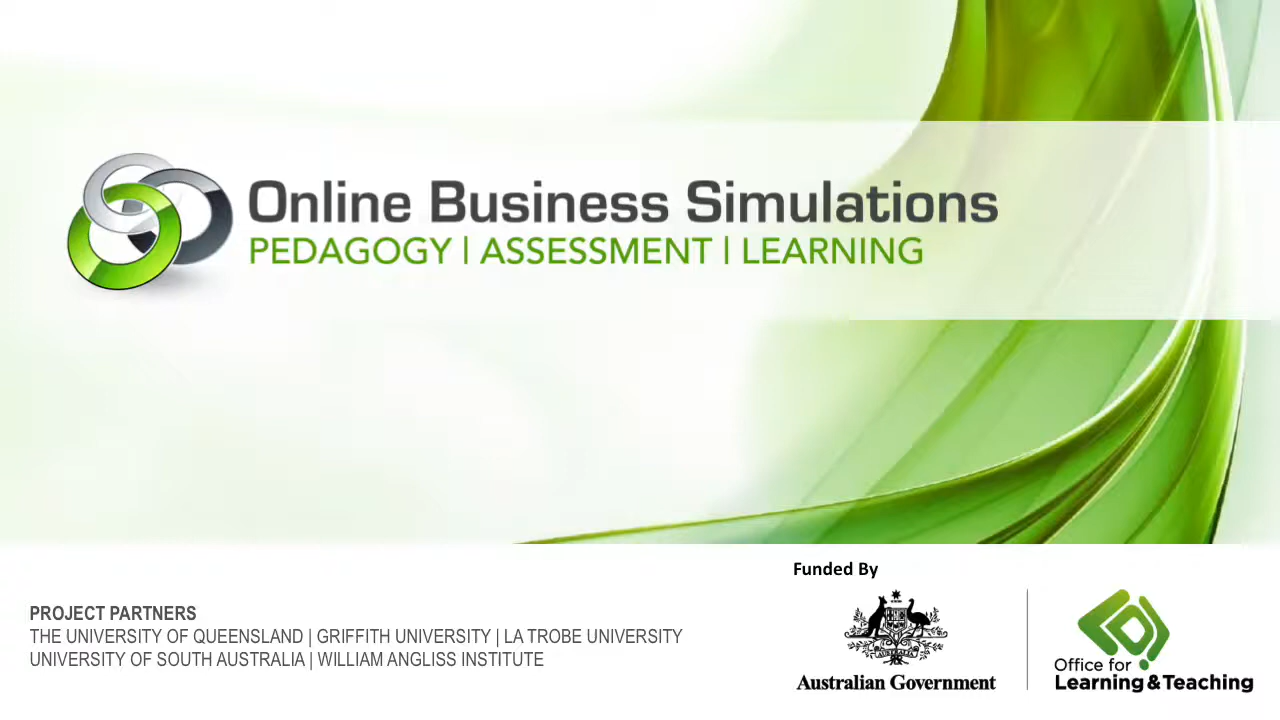 Online Business Simulations
PEDAGOGY | ASSESSMENT | LEARNING
Funded By
PROJECT PARTNERS
THE UNIVERSITY OF QUEENSLAND | GRIFFITH UNIVERSITY | LA TROBE UNIVERSITY
UNIVERSITY OF SOUTH AUSTRALIA | WILLIAM ANGLISS INSTITUTE
AUSTRALIA
Australian Government
Office for
Learning & Teaching